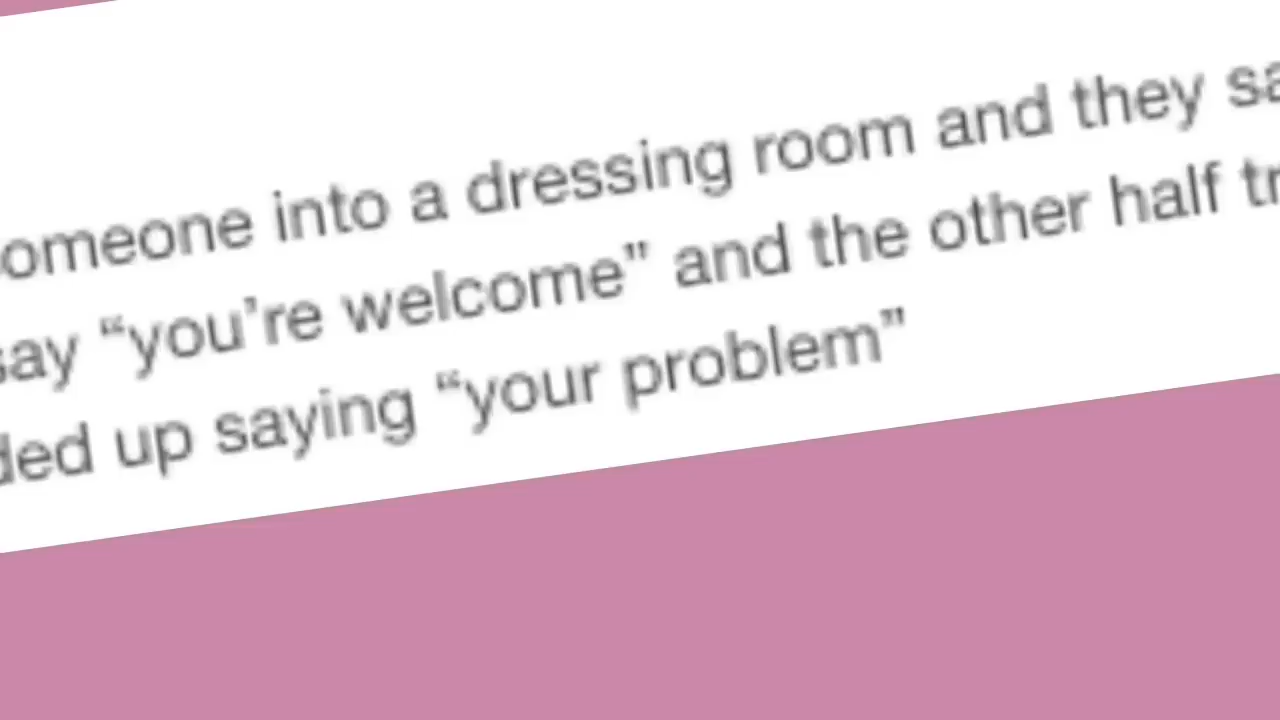 omeone into a dressing room and they sa
say “you’re welcome” and the other half tr
ded up saying “your problem”